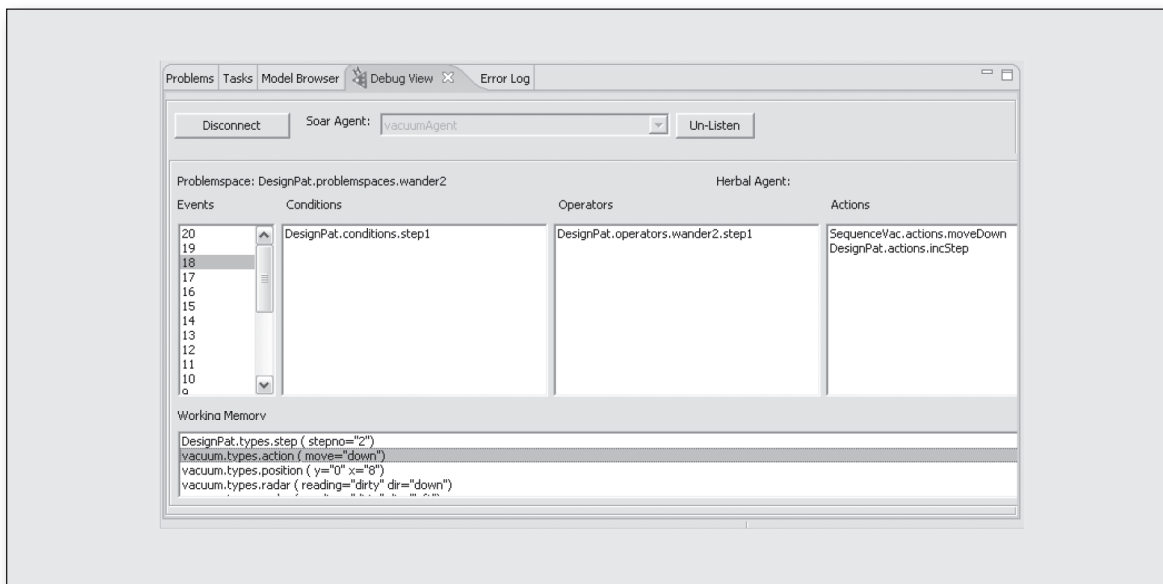 Problems Tasks Model Browser Debug View Error Log
Disconnect Soar Agent: vacuumAgent Un-Listen
Problemspace: DesignPat.problemspaces.wander2 Herbal Agent:
Events Conditions Operators Actions
20 DesignPat.conditions.step1 DesignPat.operators.wander2.step1 SequenceVac.actions.moveDown
19 DesignPat.actions.incStep
18
17
16
15
14
13
12
11
10
9
Working Memory
DesignPat.types.step ( stepno="2")
vacuum.types.action ( move="down")
vacuum.types.position ( y="0" x="8")
vacuum.types.radar ( reading="dirty" dir="down")